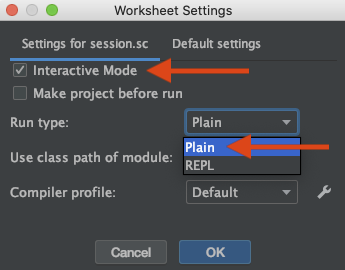 Worksheet Settings
Settings for session.sc Default settings
Interactive Mode
Make project before run
Run type: Plain
Plain
Use class path of module:
REPL
Compiler profile: Default
Cancel OK